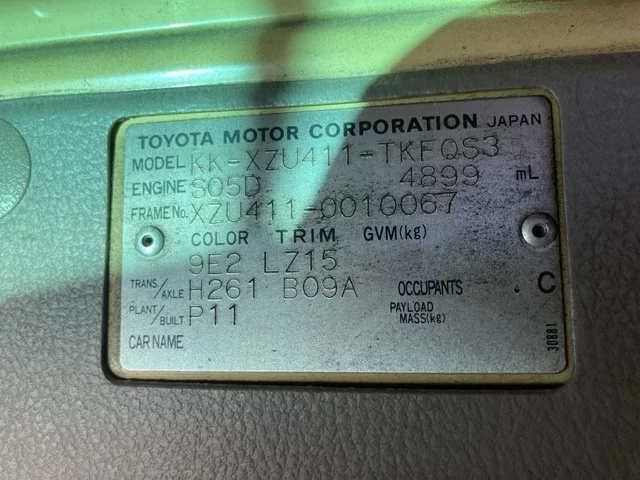 TOYOTA MOTOR CORPORATION JAPAN
MODEL KK-XZU411-TKFQS3
ENGINE S05D 4899 mL
FRAME No. XZU411-0010067
COLOR TRIM GVM(kg)
9E2 LZ15
TRANS/AXLE H261 B09A OCCUPANTS . C
PLANT/BUILT P11 PAYLOAD MASS(kg)
CAR NAME
30881